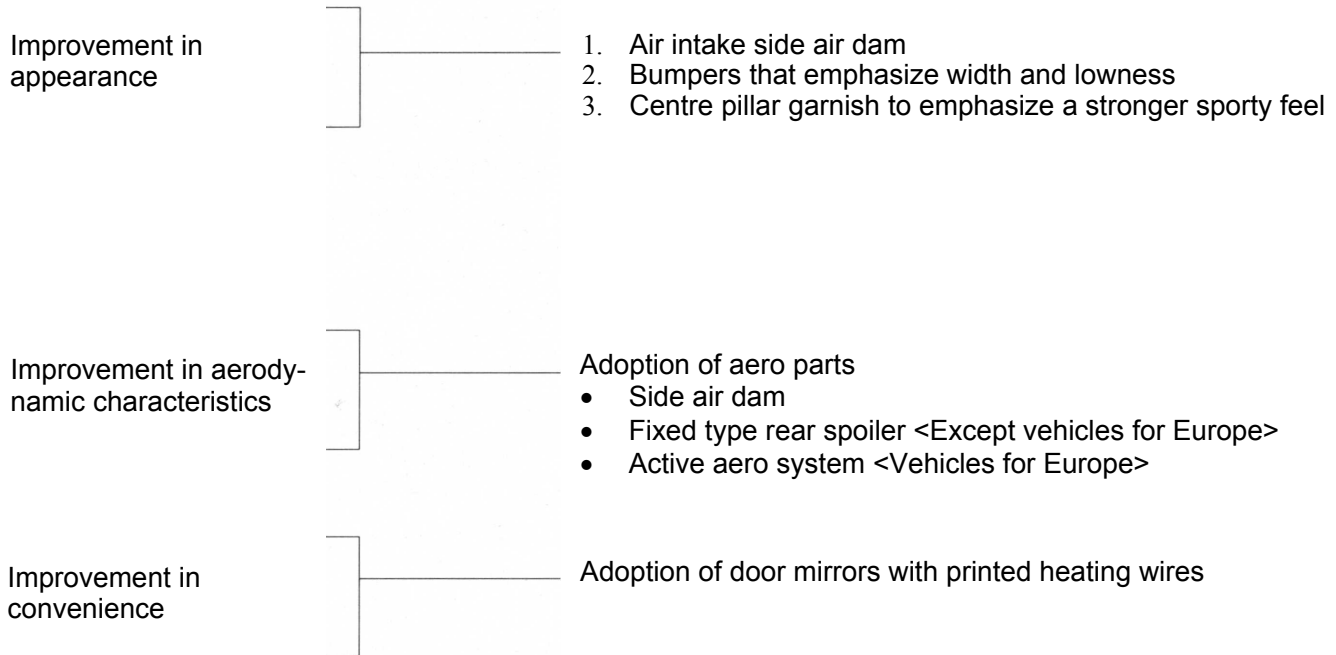 Improvement in
appearance
1. Air intake side air dam
2. Bumpers that emphasize width and lowness
3. Centre pillar garnish to emphasize a stronger sporty feel
Improvement in aerody-
namic characteristics
Adoption of aero parts
• Side air dam
• Fixed type rear spoiler <Except vehicles for Europe>
• Active aero system <Vehicles for Europe>
Improvement in
convenience
Adoption of door mirrors with printed heating wires